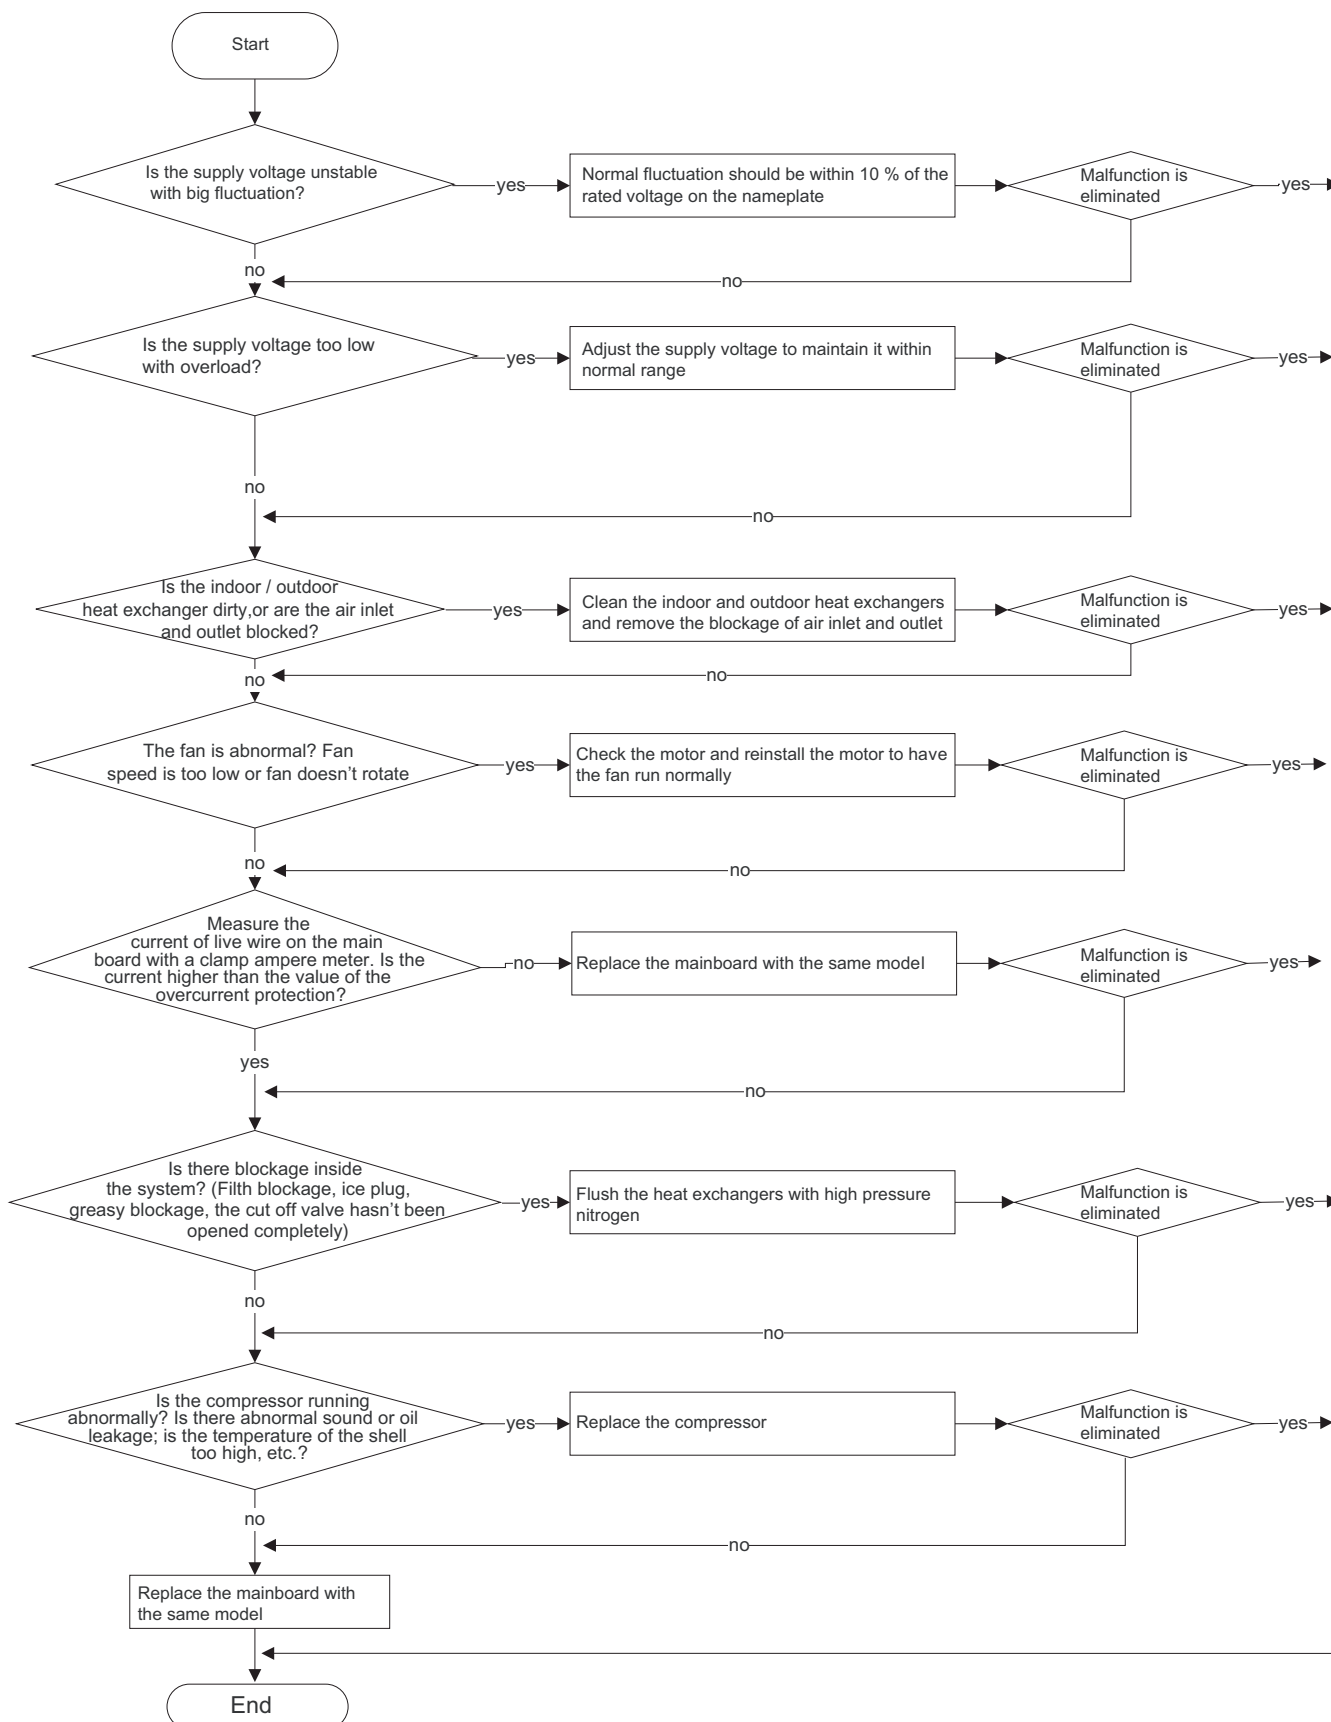 Start
Is the supply voltage unstable
with big fluctuation?
yes
Normal fluctuation should be within 10 % of the
rated voltage on the nameplate
Malfunction is
eliminated
yes
no
no
Is the supply voltage too low
with overload?
yes
Adjust the supply voltage to maintain it within
normal range
Malfunction is
eliminated
yes
no
no
Is the indoor / outdoor
heat exchanger dirty,or are the air inlet
and outlet blocked?
yes
Clean the indoor and outdoor heat exchangers
and remove the blockage of air inlet and outlet
Malfunction is
eliminated
yes
no
no
The fan is abnormal? Fan
speed is too low or fan doesn't rotate
yes
Check the motor and reinstall the motor to have
the fan run normally
Malfunction is
eliminated
yes
no
no
Measure the
current of live wire on the main
board with a clamp ampere meter. Is the
current higher than the value of the
overcurrent protection?
no
Replace the mainboard with the same model
Malfunction is
eliminated
yes
yes
no
Is there blockage inside
the system? (Filth blockage, ice plug,
greasy blockage, the cut off valve hasn't been
opened completely)
yes
Flush the heat exchangers with high pressure
nitrogen
Malfunction is
eliminated
yes
no
no
Is the compressor running
abnormally? Is there abnormal sound or oil
leakage; is the temperature of the shell
too high, etc.?
yes
Replace the compressor
Malfunction is
eliminated
yes
no
no
Replace the mainboard with
the same model
End